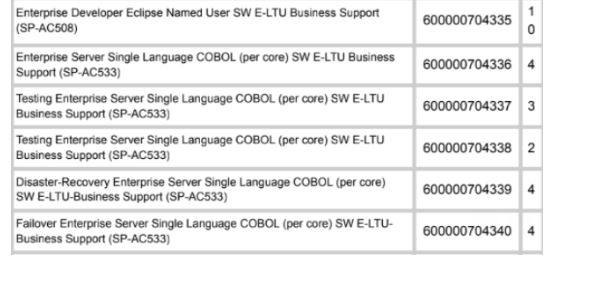 Enterprise Developer Eclipse Named User SW E-LTU Business Support
(SP-AC508)
600000704335
1
0
Enterprise Server Single Language COBOL (per core) SW E-LTU Business
Support (SP-AC533)
600000704336
4
Testing Enterprise Server Single Language COBOL (per core) SW E-LTU
Business Support (SP-AC533)
600000704337
3
Testing Enterprise Server Single Language COBOL (per core) SW E-LTU
Business Support (SP-AC533)
600000704338
2
Disaster-Recovery Enterprise Server Single Language COBOL (per core)
SW E-LTU-Business Support (SP-AC533)
600000704339
4
Failover Enterprise Server Single Language COBOL (per core) SW E-LTU-
Business Support (SP-AC533)
600000704340
4